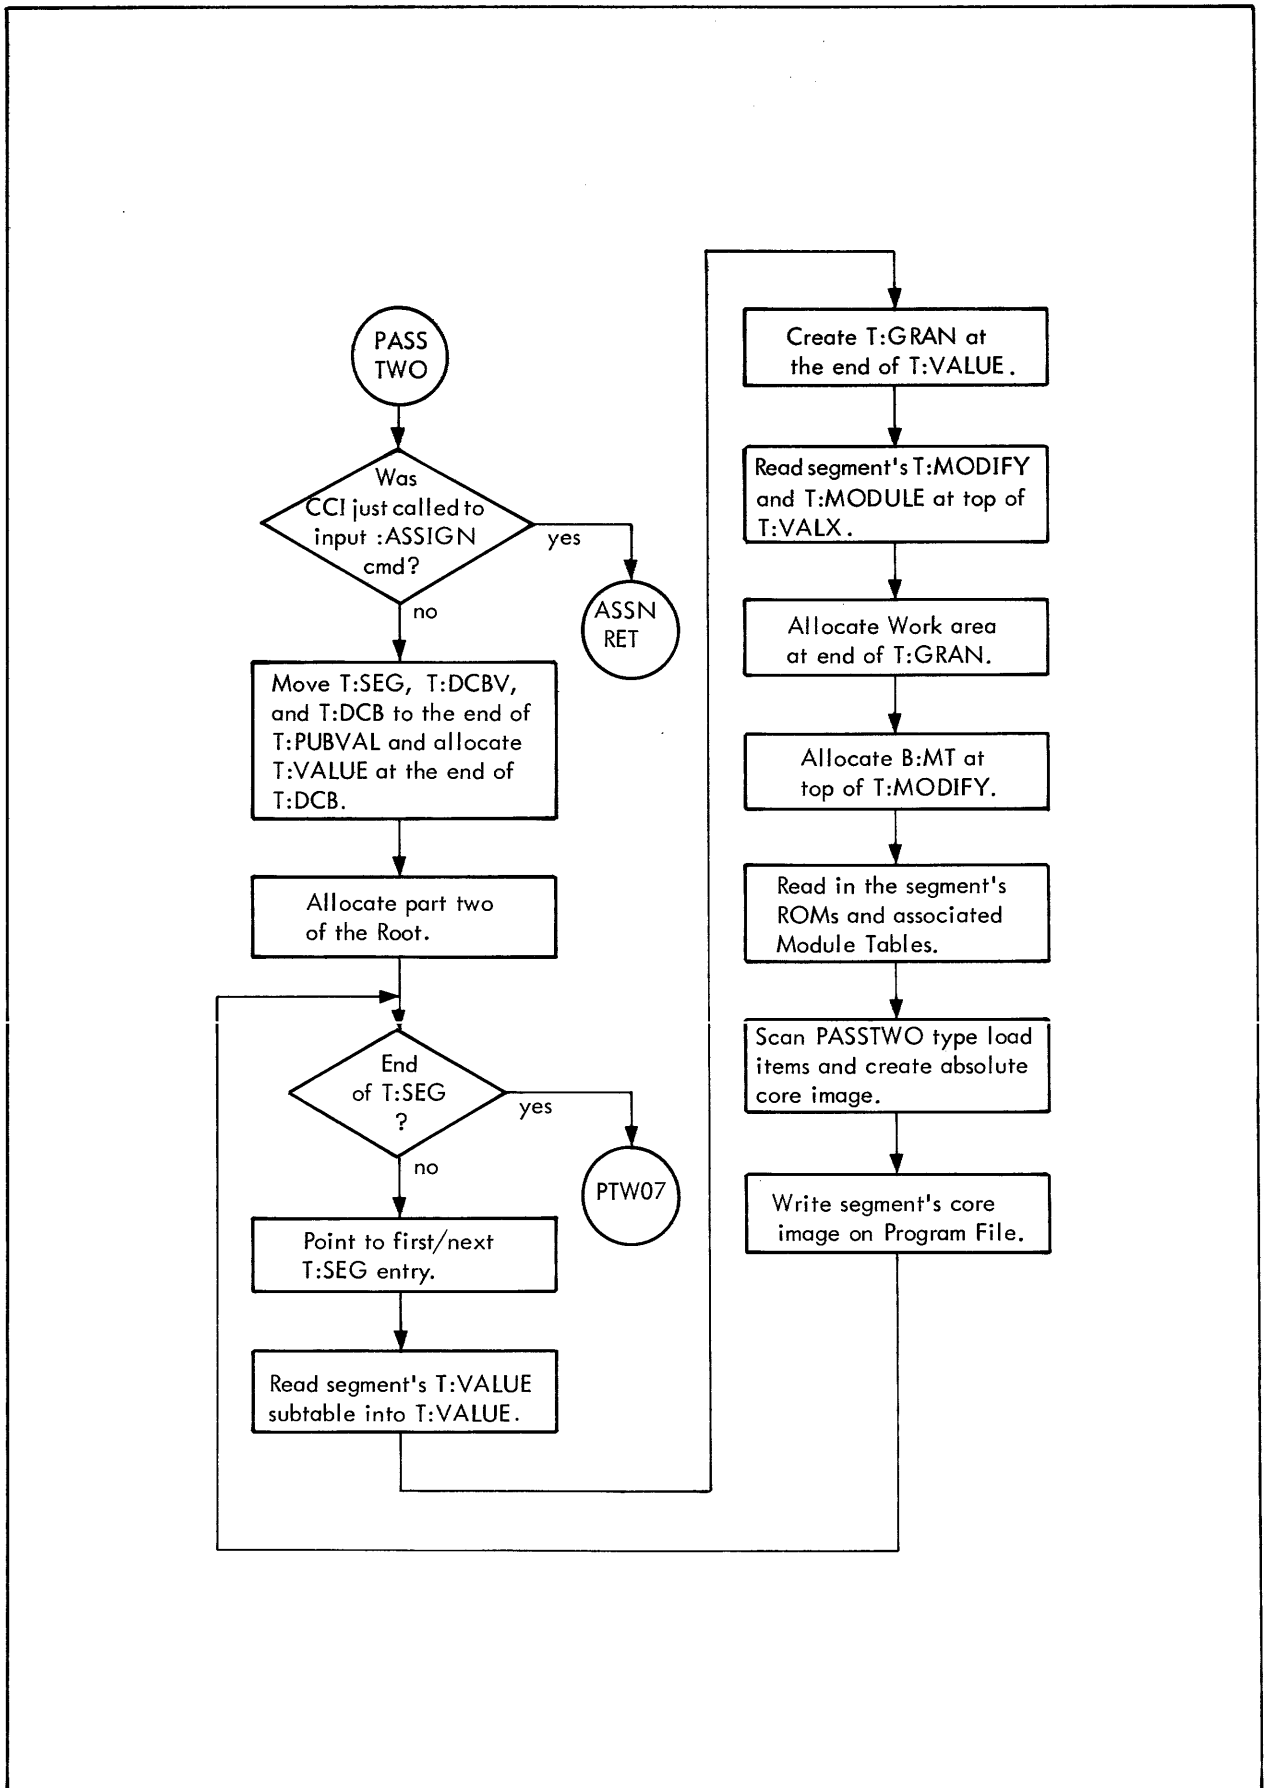 PASS
TWO
Was
CCI just called to
input :ASSIGN
cmd?
yes
no
ASSN
RET
Move T:SEG, T:DCBV,
and T:DCB to the end of
T:PUBVAL and allocate
T:VALUE at the end of
T:DCB.
Allocate part two
of the Root.
End
of T:SEG
?
yes
no
PTW07
Point to first/next
T:SEG entry.
Read segment's T:VALUE
subtable into T:VALUE.
Create T:GRAN at
the end of T:VALUE.
Read segment's T:MODIFY
and T:MODULE at top of
T:VALX.
Allocate Work area
at end of T:GRAN.
Allocate B:MT at
top of T:MODIFY.
Read in the segment's
ROMs and associated
Module Tables.
Scan PASSTWO type load
items and create absolute
core image.
Write segment's core
image on Program File.